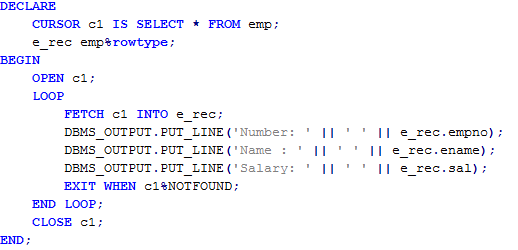 DECLARE
CURSOR c1 IS SELECT * FROM emp;
e_rec emp%rowtype;
BEGIN
OPEN c1;
LOOP
FETCH c1 INTO e_rec;
DBMS_OUTPUT.PUT_LINE('Number: ' || ' ' || e_rec.empno);
DBMS_OUTPUT.PUT_LINE('Name : ' || ' ' || e_rec.ename);
DBMS_OUTPUT.PUT_LINE('Salary: ' || ' ' || e_rec.sal);
EXIT WHEN c1%NOTFOUND;
END LOOP;
CLOSE c1;
END;